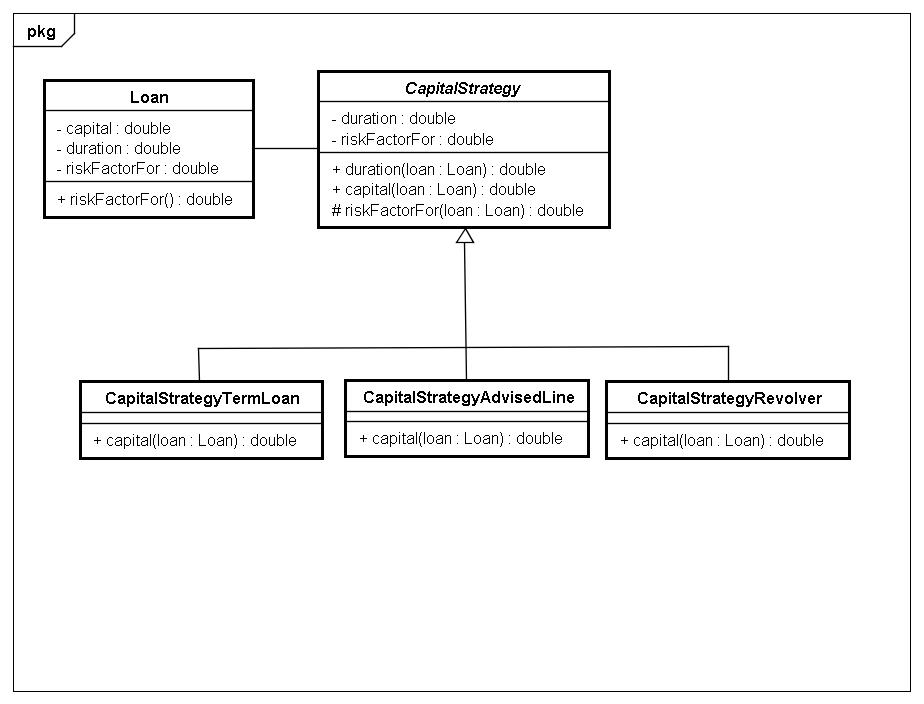 pkg
Loan
- capital : double
- duration : double
- riskFactorFor : double
+ riskFactorFor() : double
CapitalStrategy
- duration : double
- riskFactorFor : double
+ duration(loan : Loan) : double
+ capital(loan : Loan) : double
# riskFactorFor(loan : Loan) : double
CapitalStrategyTermLoan
+ capital(loan : Loan) : double
CapitalStrategyAdvisedLine
+ capital(loan : Loan) : double
CapitalStrategyRevolver
+ capital(loan : Loan) : double